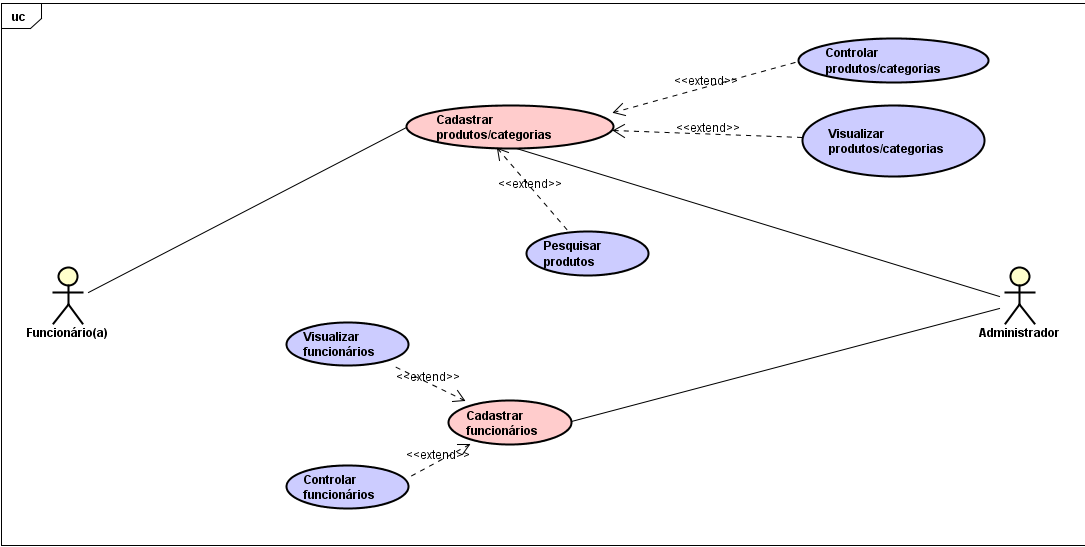 uc
Controlar
produtos/categorias
<<extend>>
Cadastrar
produtos/categorias
<<extend>>
Visualizar
produtos/categorias
<<extend>>
Pesquisar
produtos
Funcionário(a)
Administrador
Visualizar
funcionários
<<extend>>
Cadastrar
funcionários
<<extend>>
Controlar
funcionários